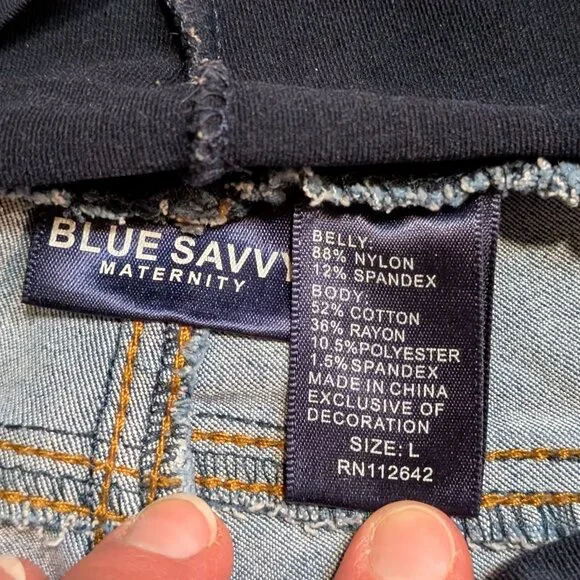 BLUE SAVVY
MATERNITY
BELLY:
88% NYLON
12% SPANDEX
BODY:
52% COTTON
36% RAYON
10.5%POLYESTER
1.5%SPANDEX
MADE IN CHINA
EXCLUSIVE OF
DECORATION
SIZE: L
RN112642